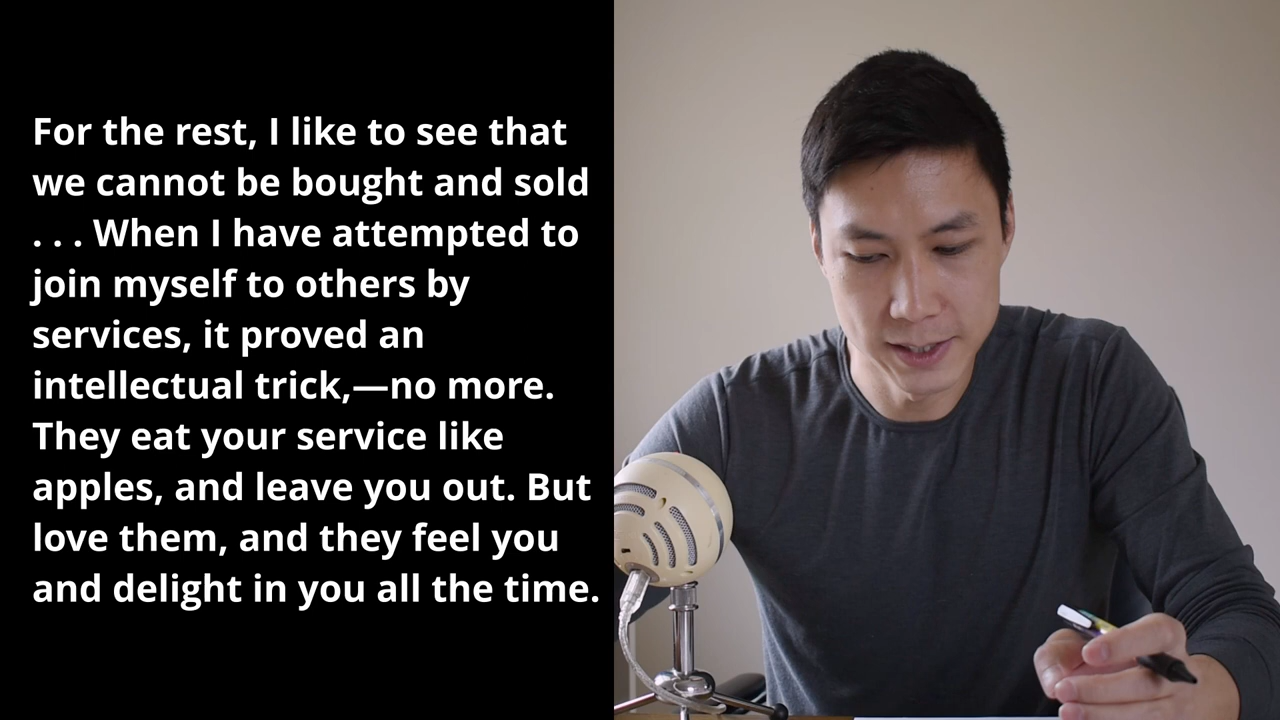 For the rest, I like to see that
we cannot be bought and sold
. . . When I have attempted to
join myself to others by
services, it proved an
intellectual trick,—no more.
They eat your service like
apples, and leave you out. But
love them, and they feel you
and delight in you all the time.